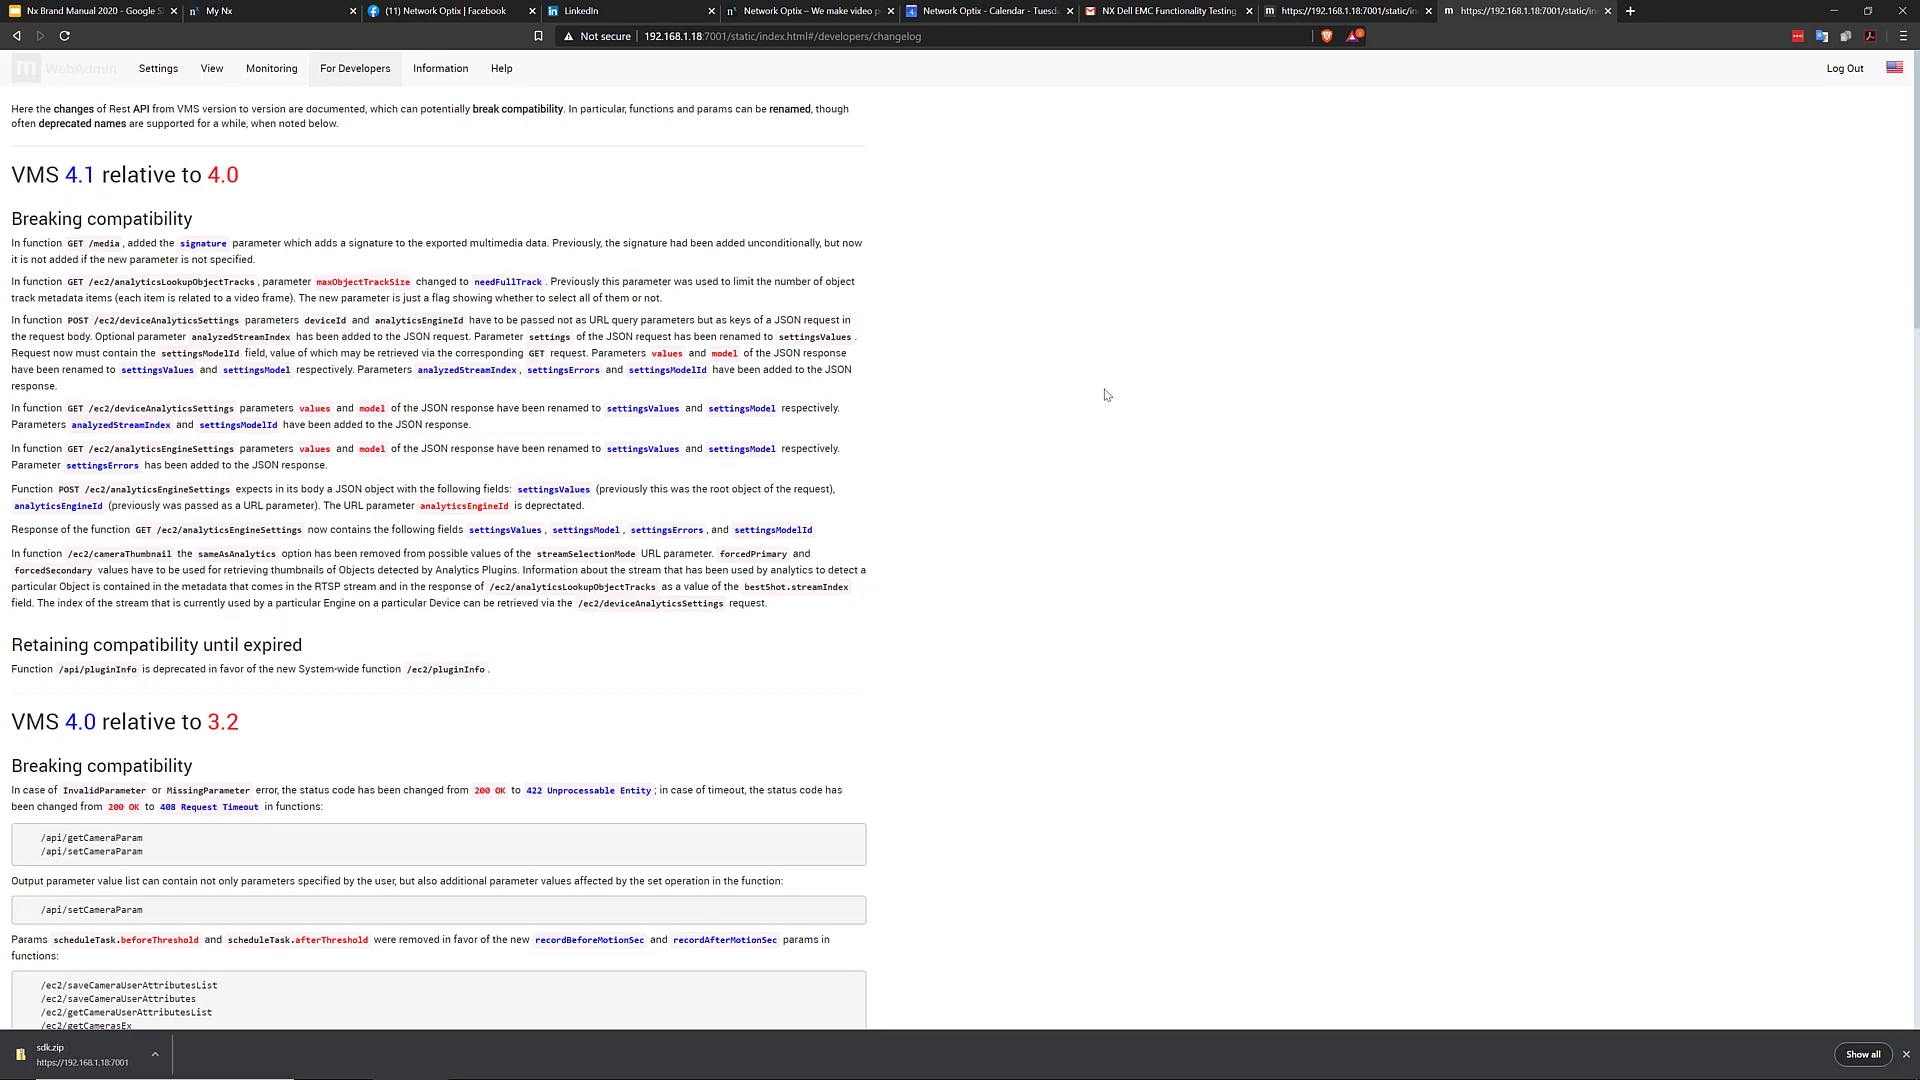 Nx Brand Manual 2020 - Google S
My Nx
(11) Network Optix | Facebook
LinkedIn
Network Optix – We make video p
Network Optix - Calendar - Tuesd
NX Dell EMC Functionality Testing
https://192.168.1.18:7001/static/in
https://192.168.1.18:7001/static/in
Not secure
192.168.1.18:7001/static/index.html#/developers/changelog
m WebAdmin
Settings
View
Monitoring
For Developers
Information
Help
Log Out
Here the changes of Rest API from VMS version to version are documented, which can potentially break compatibility. In particular, functions and params can be renamed, though
often deprecated names are supported for a while, when noted below.
VMS 4.1 relative to 4.0
Breaking compatibility
In function GET /media, added the signature parameter which adds a signature to the exported multimedia data. Previously, the signature had been added unconditionally, but now
it is not added if the new parameter is not specified.
In function GET /ec2/analyticsLookupObjectTracks, parameter maxObjectTrackSize changed to needFullTrack. Previously this parameter was used to limit the number of object
track metadata items (each item is related to a video frame). The new parameter is just a flag showing whether to select all of them or not.
In function POST /ec2/deviceAnalyticsSettings parameters deviceId and analyticsEngineId have to be passed not as URL query parameters but as keys of a JSON request in
the request body. Optional parameter analyzedStreamIndex has been added to the JSON request. Parameter settings of the JSON request has been renamed to settingsValues.
Request now must contain the settingsModelId field, value of which may be retrieved via the corresponding GET request. Parameters values and model of the JSON response
have been renamed to settingsValues and settingsModel respectively. Parameters analyzedStreamIndex, settingsErrors and settingsModelId have been added to the JSON
response.
In function GET /ec2/deviceAnalyticsSettings parameters values and model of the JSON response have been renamed to settingsValues and settingsModel respectively.
Parameters analyzedStreamIndex and settingsModelId have been added to the JSON response.
In function GET /ec2/analyticsEngineSettings parameters values and model of the JSON response have been renamed to settingsValues and settingsModel respectively.
Parameter settingsErrors has been added to the JSON response.
Function POST /ec2/analyticsEngineSettings expects in its body a JSON object with the following fields: settingsValues (previously this was the root object of the request),
analyticsEngineId (previously was passed as a URL parameter). The URL parameter analyticsEngineId is deprectated.
Response of the function GET /ec2/analyticsEngineSettings now contains the following fields settingsValues, settingsModel, settingsErrors, and settingsModelId
In function /ec2/cameraThumbnail the sameAsAnalytics option has been removed from possible values of the streamSelectionMode URL parameter. forcedPrimary and
forcedSecondary values have to be used for retrieving thumbnails of Objects detected by Analytics Plugins. Information about the stream that has been used by analytics to detect a
particular Object is contained in the metadata that comes in the RTSP stream and in the response of /ec2/analyticsLookupObjectTracks as a value of the bestShot.streamIndex
field. The index of the stream that is currently used by a particular Engine on a particular Device can be retrieved via the /ec2/deviceAnalyticsSettings request.
Retaining compatibility until expired
Function /api/pluginInfo is deprecated in favor of the new System-wide function /ec2/pluginInfo.
VMS 4.0 relative to 3.2
Breaking compatibility
In case of InvalidParameter or MissingParameter error, the status code has been changed from 200 OK to 422 Unprocessable Entity; in case of timeout, the status code has
been changed from 200 OK to 408 Request Timeout in functions:
/api/getCameraParam
/api/setCameraParam
Output parameter value list can contain not only parameters specified by the user, but also additional parameter values affected by the set operation in the function:
/api/setCameraParam
Params scheduleTask.beforeThreshold and scheduleTask.afterThreshold were removed in favor of the new recordBeforeMotionSec and recordAfterMotionSec params in
functions:
/ec2/saveCameraUserAttributesList
/ec2/saveCameraUserAttributes
/ec2/getCameraUserAttributesList
/ec2/getCamerasEx
sdk.zip
https://192.168.1.18:7001
Show all